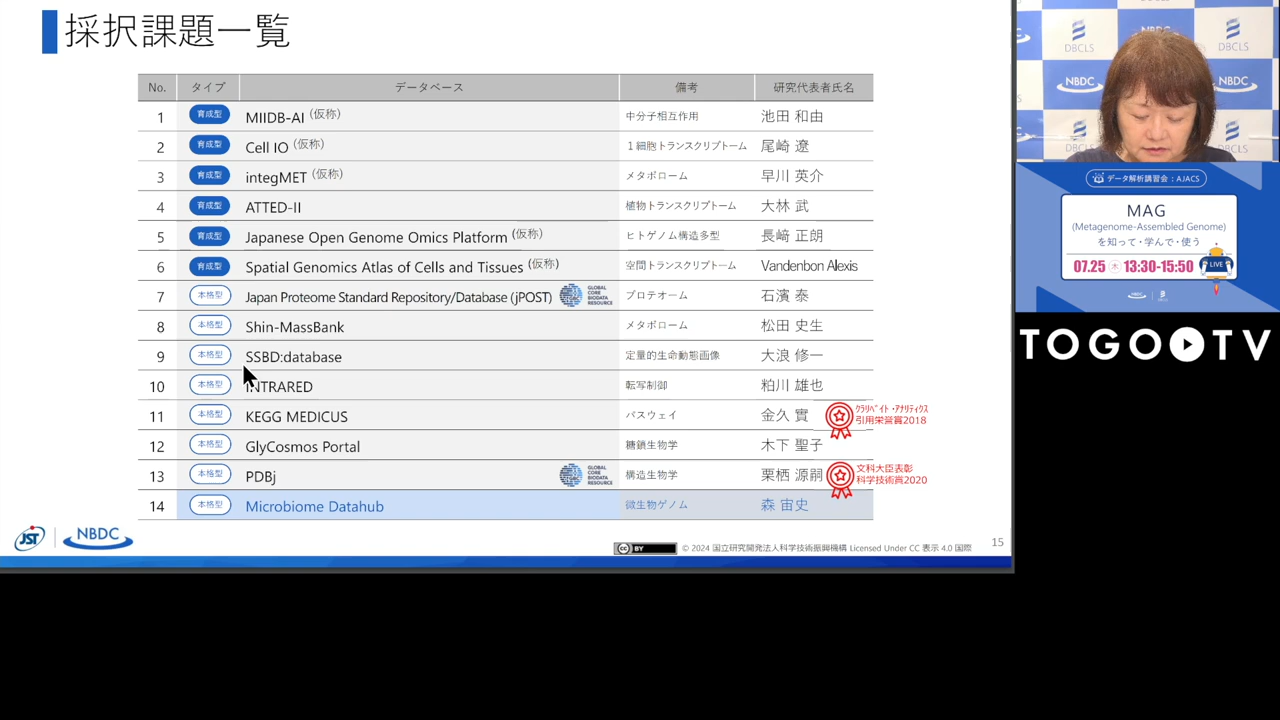 採択課題一覧
No. タイプ データベース 備考 研究代表者氏名
1 育成型 MIIDB-AI (仮称) 中分子相互作用 池田 和由
2 育成型 Cell IO (仮称) 1細胞トランスクリプトーム 尾崎 遼
3 育成型 integMET (仮称) メタボローム 早川 英介
4 育成型 ATTED-II 植物トランスクリプトーム 大林 武
5 育成型 Japanese Open Genome Omics Platform (仮称) ヒトゲノム構造多型 長﨑 正朗
6 育成型 Spatial Genomics Atlas of Cells and Tissues (仮称) 空間トランスクリプトーム Vandenbon Alexis
7 本格型 Japan Proteome Standard Repository/Database (jPOST) GLOBAL CORE BIODATA RESOURCE プロテオーム 石濱 泰
8 本格型 Shin-MassBank メタボローム 松田 史生
9 本格型 SSBD:database 定量的生命動態画像 大浪 修一
10 本格型 INTRARED 転写制御 粕川 雄也
11 本格型 KEGG MEDICUS パスウェイ 金久 實 ｸﾗﾘﾍﾞｲﾄ･ｱﾅﾘﾃｨｸｽ
引用栄誉賞2018
12 本格型 GlyCosmos Portal 糖鎖生物学 木下 聖子
13 本格型 PDBj GLOBAL CORE BIODATA RESOURCE 構造生物学 栗栖 源嗣 文科大臣表彰
科学技術賞2020
14 本格型 Microbiome Datahub 微生物ゲノム 森 宙史
JST NBDC
CC BY © 2024 国立研究開発法人科学技術振興機構 Licensed Under CC 表示 4.0 国際
15
DBCLS NBDC DBCLS
NBDC NBDC
DBCLS DBCLS
データ解析講習会：AJACS
MAG
(Metagenome-Assembled Genome)
を知って・学んで・使う
07.25 木 13:30-15:50 LIVE
TOGO TV